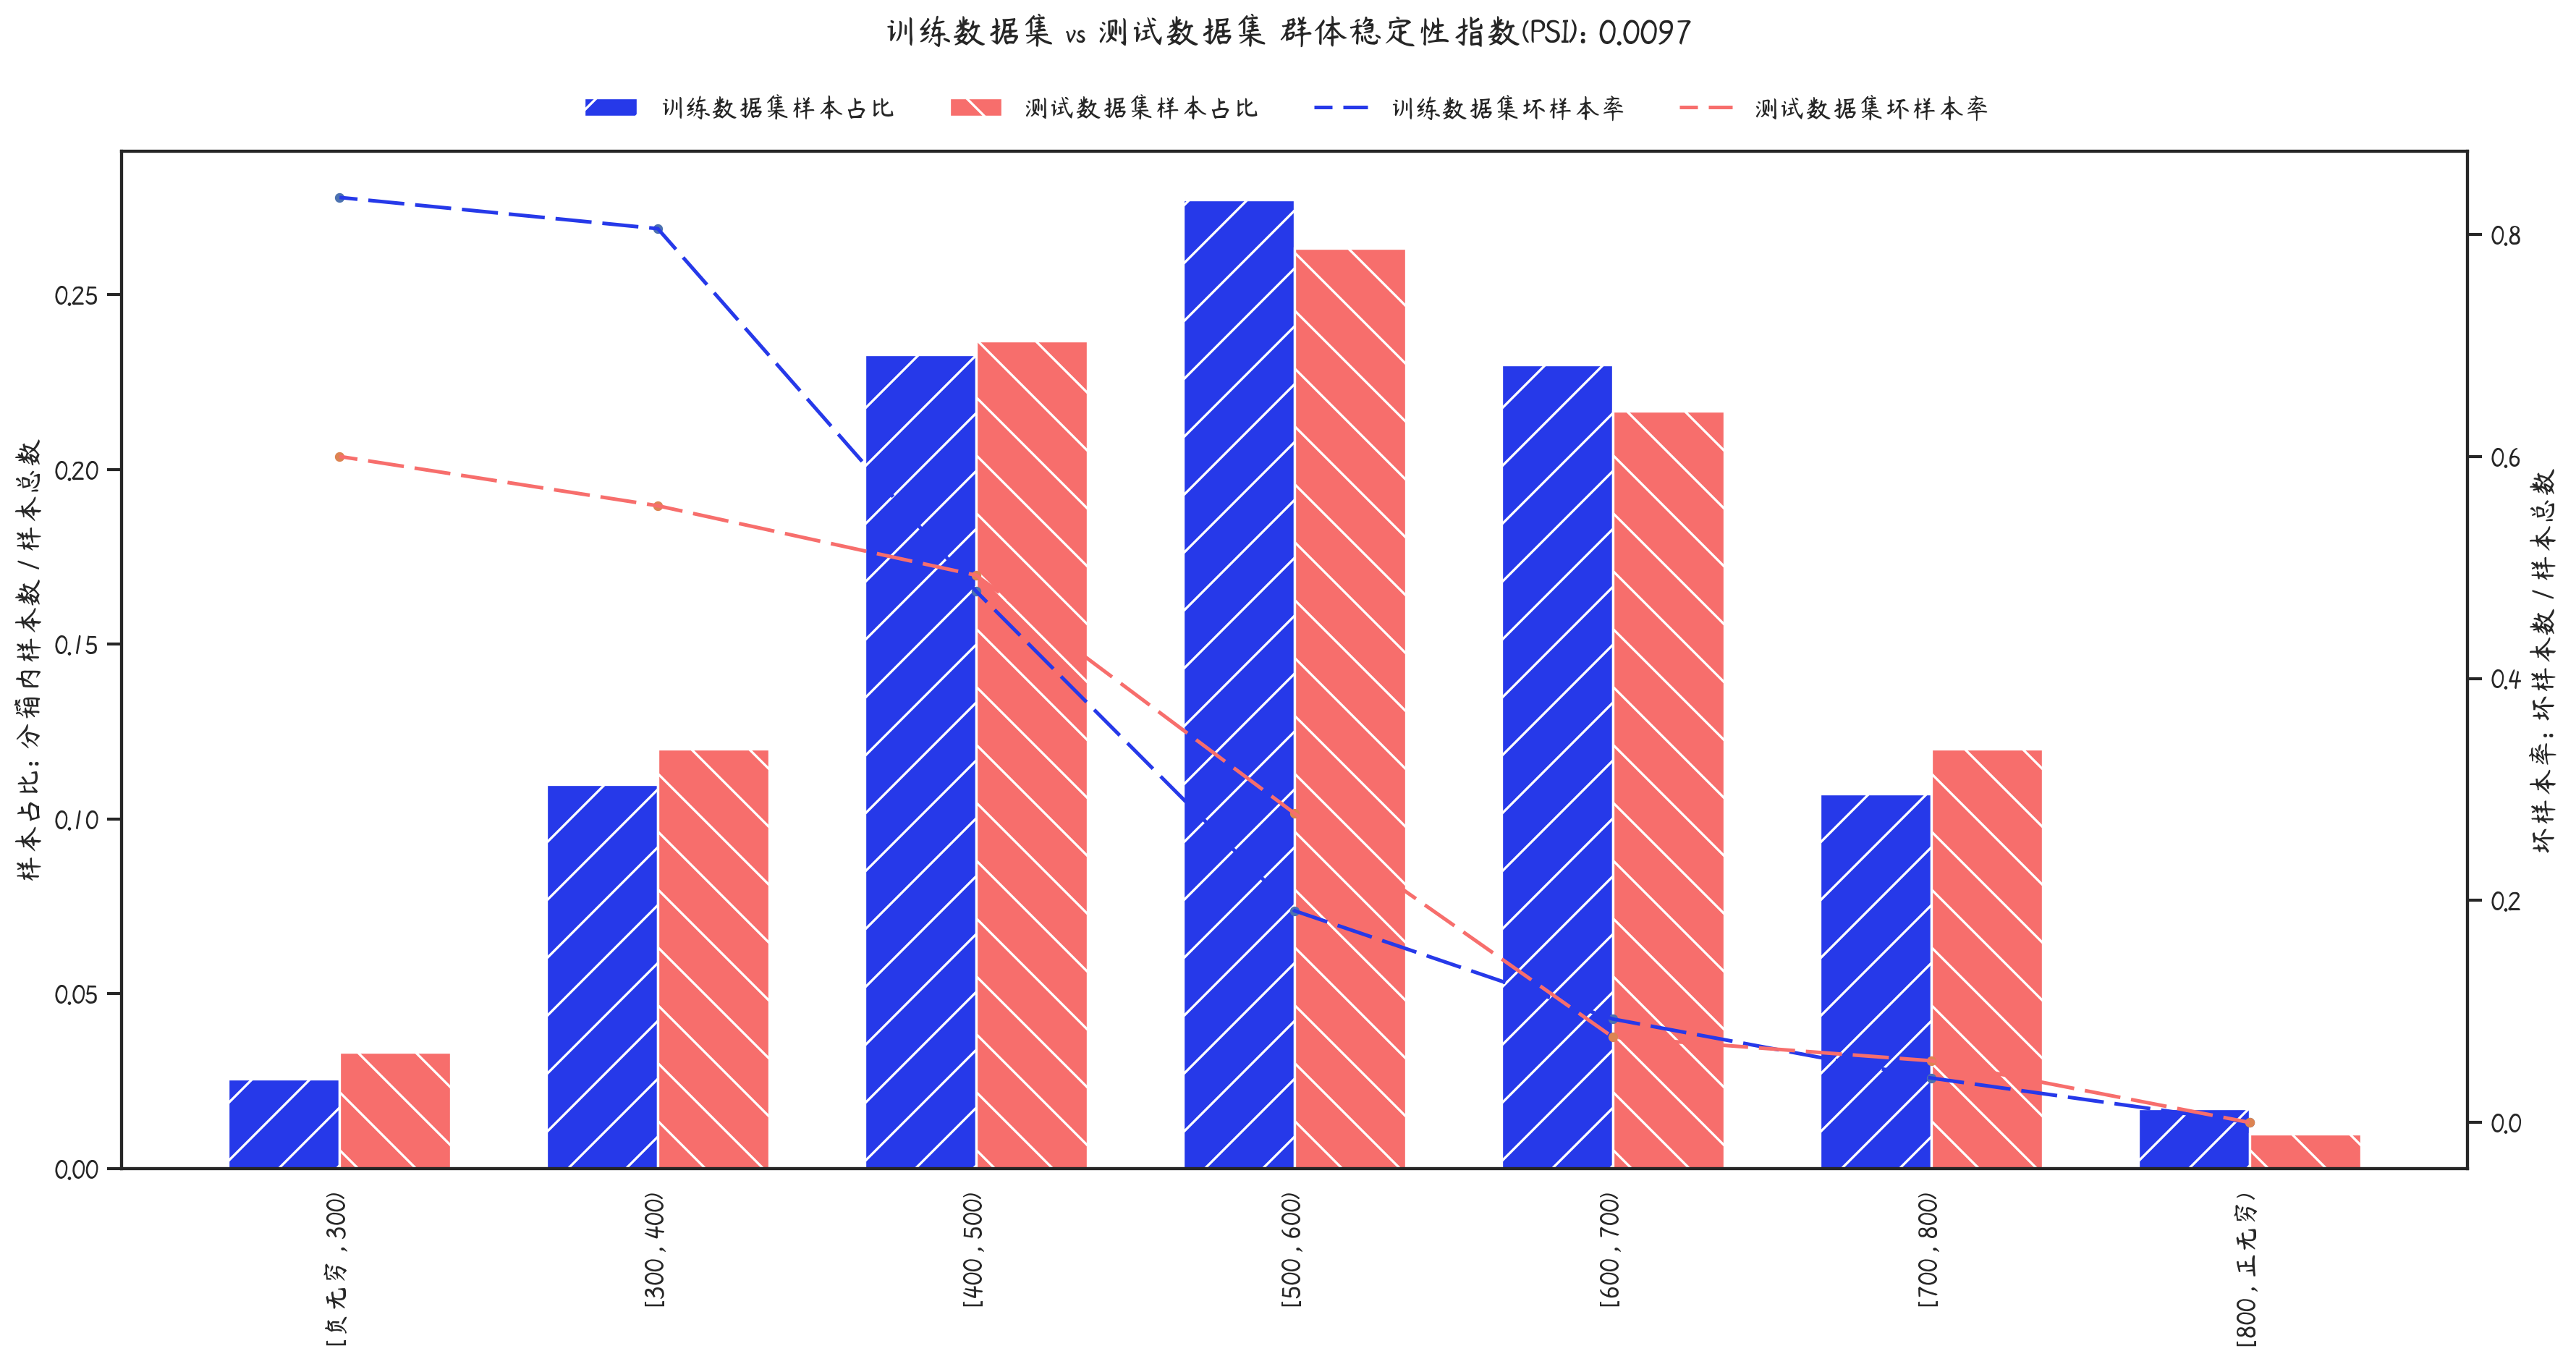 训练数据集 vs 测试数据集 群体稳定性指数(PSI): 0.0097
训练数据集样本占比 测试数据集样本占比 训练数据集坏样本率 测试数据集坏样本率
样本占比: 分箱内样本数 / 样本总数
0.25
0.20
0.15
0.10
0.05
0.00
0.8
0.6
0.4
0.2
0.0
坏样本率: 坏样本数 / 样本总数
[负无穷 , 300)
[300 , 400)
[400 , 500)
[500 , 600)
[600 , 700)
[700 , 800)
[800 , 正无穷)